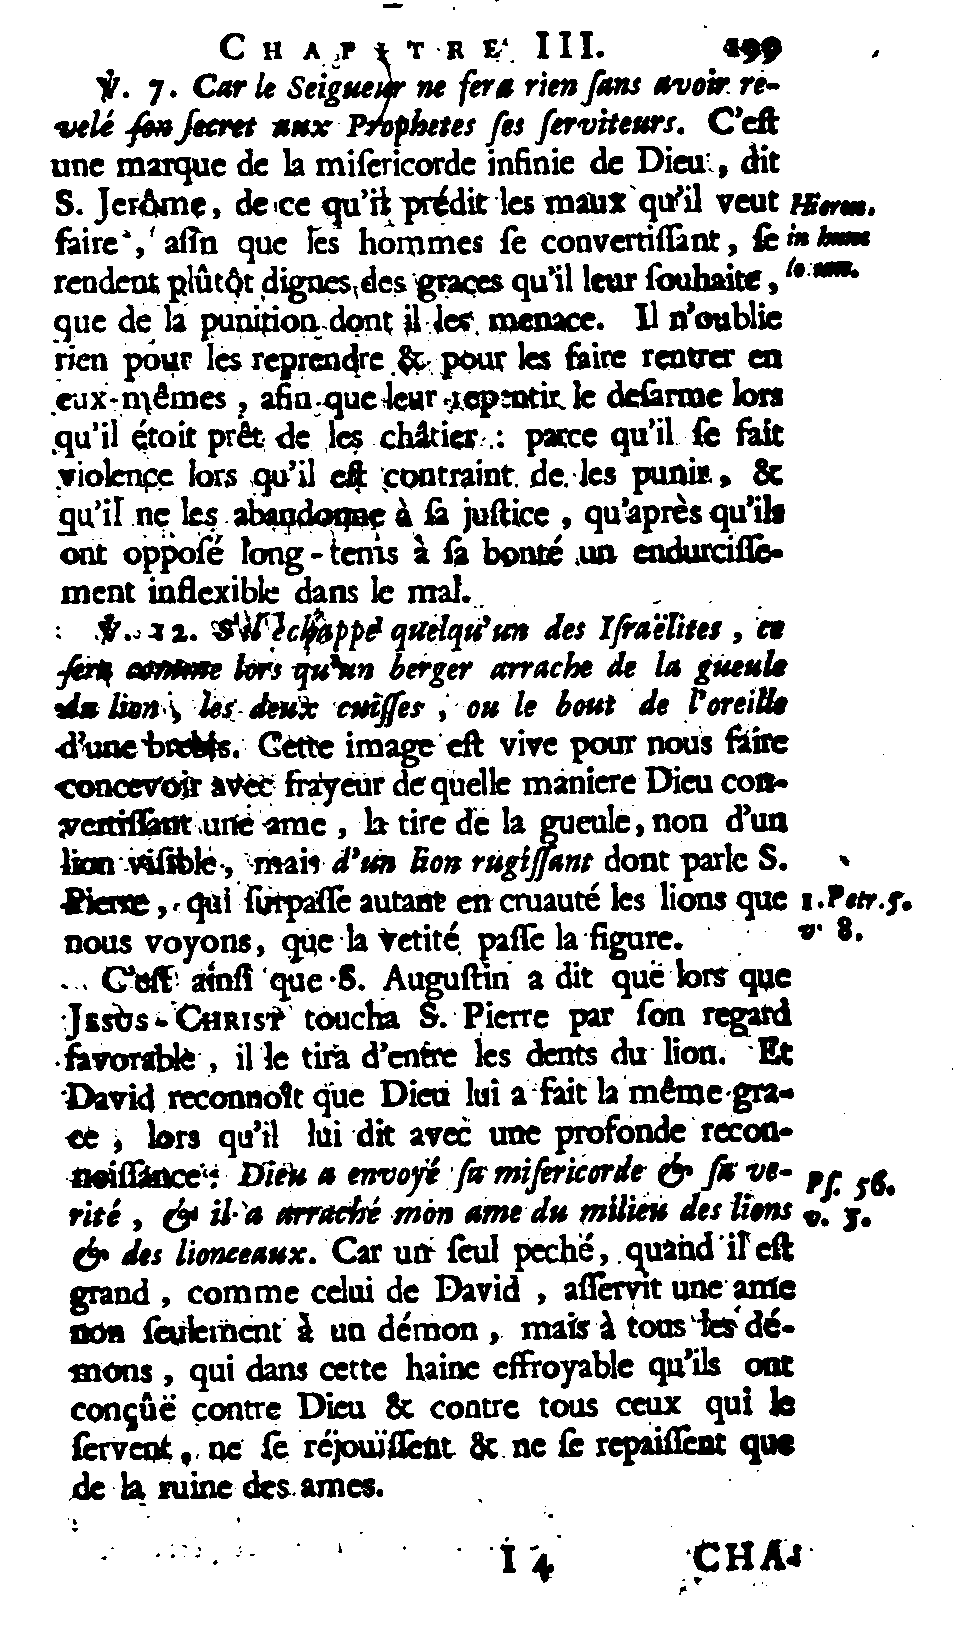 CHAPITRE III. 199
℣. 7. Car le Seigneur ne fera rien ſans avoir re-
velé ſon ſecret aux Prophetes ſes ſerviteurs. C'eſt
une marque de la miſericorde infinie de Dieu, dit
S. Jerôme, de ce qu'il prédit les maux qu'il veut
faire, afin que les hommes ſe convertiſſant, ſe
rendent plûtôt dignes des graces qu'il leur ſouhaite,
que de la punition dont il les menace. Il n'oublie
rien pour les reprendre & pour les faire rentrer en
eux-mêmes, afin que leur repentir le deſarme lors
qu'il étoit prêt de les châtier : parce qu'il ſe fait
violence lors qu'il eſt contraint de les punir, &
qu'il ne les abandonne à ſa juſtice, qu'après qu'ils
ont oppoſé long-tems à ſa bonté un endurciſſe-
ment inflexible dans le mal.
Hieron.
in hunc
℣. 12. S'il échappe quelqu'un des Iſraëlites, ce
ſera comme lors qu'un berger arrache de la gueule
du lion, les deux cuiſſes, ou le bout de l'oreille
d'une brebis. Cette image eſt vive pour nous faire
concevoir avec frayeur de quelle maniere Dieu con-
vertiſſant une ame, la tire de la gueule, non d'un
lion viſible, mais d'un lion rugiſſant dont parle S.
Pierre, qui ſurpaſſe autant en cruauté les lions que
nous voyons, que la verité paſſe la figure.
1. Petr. 5.
v. 8.
C'eſt ainſi que S. Auguſtin a dit que lors que
JESUS-CHRIST toucha S. Pierre par ſon regard
favorable, il le tira d'entre les dents du lion. Et
David reconnoît que Dieu lui a fait la même gra-
ce, lors qu'il lui dit avec une profonde recon-
noiſſance : Dieu a envoyé ſa miſericorde & ſa ve-
rité, & il a arraché mon ame du milieu des lions
& des lionceaux. Car un ſeul peché, quand il eſt
grand, comme celui de David, aſſervit une ame
non ſeulement à un démon, mais à tous les dé-
mons, qui dans cette haine effroyable qu'ils ont
conçûë contre Dieu & contre tous ceux qui le
ſervent, ne ſe réjouïſſent & ne ſe repaiſſent que
de la ruine des ames.
Pſ. 56.
v. 5.
I 4 CHA-